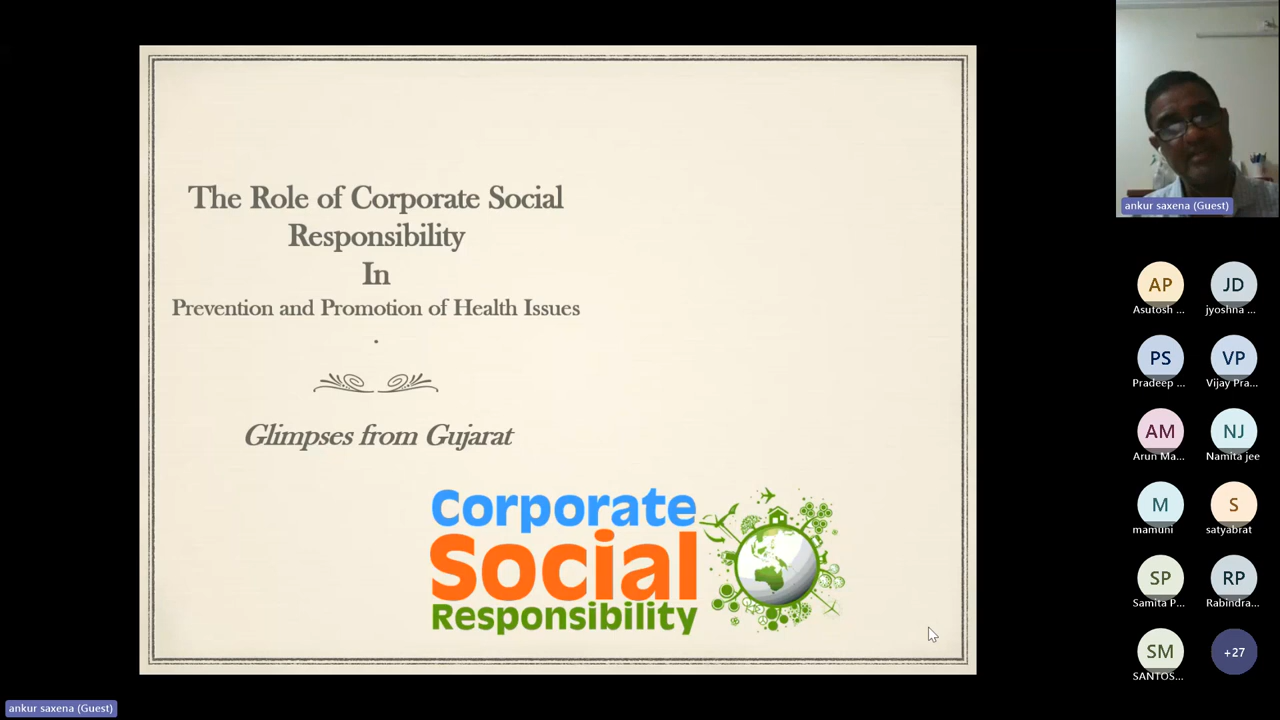 The Role of Corporate Social
Responsibility
In
Prevention and Promotion of Health Issues
.
Glimpses from Gujarat
Corporate
Social
Responsibility
ankur saxena (Guest)
AP
JD
Asutosh ...
jyoshna ...
PS
VP
Pradeep ...
Vijay Pra...
AM
NJ
Arun Ma...
Namita jee
M
S
mamuni
satyabrat
SP
RP
Samita P...
Rabindra...
SM
+27
SANTOS...
ankur saxena (Guest)